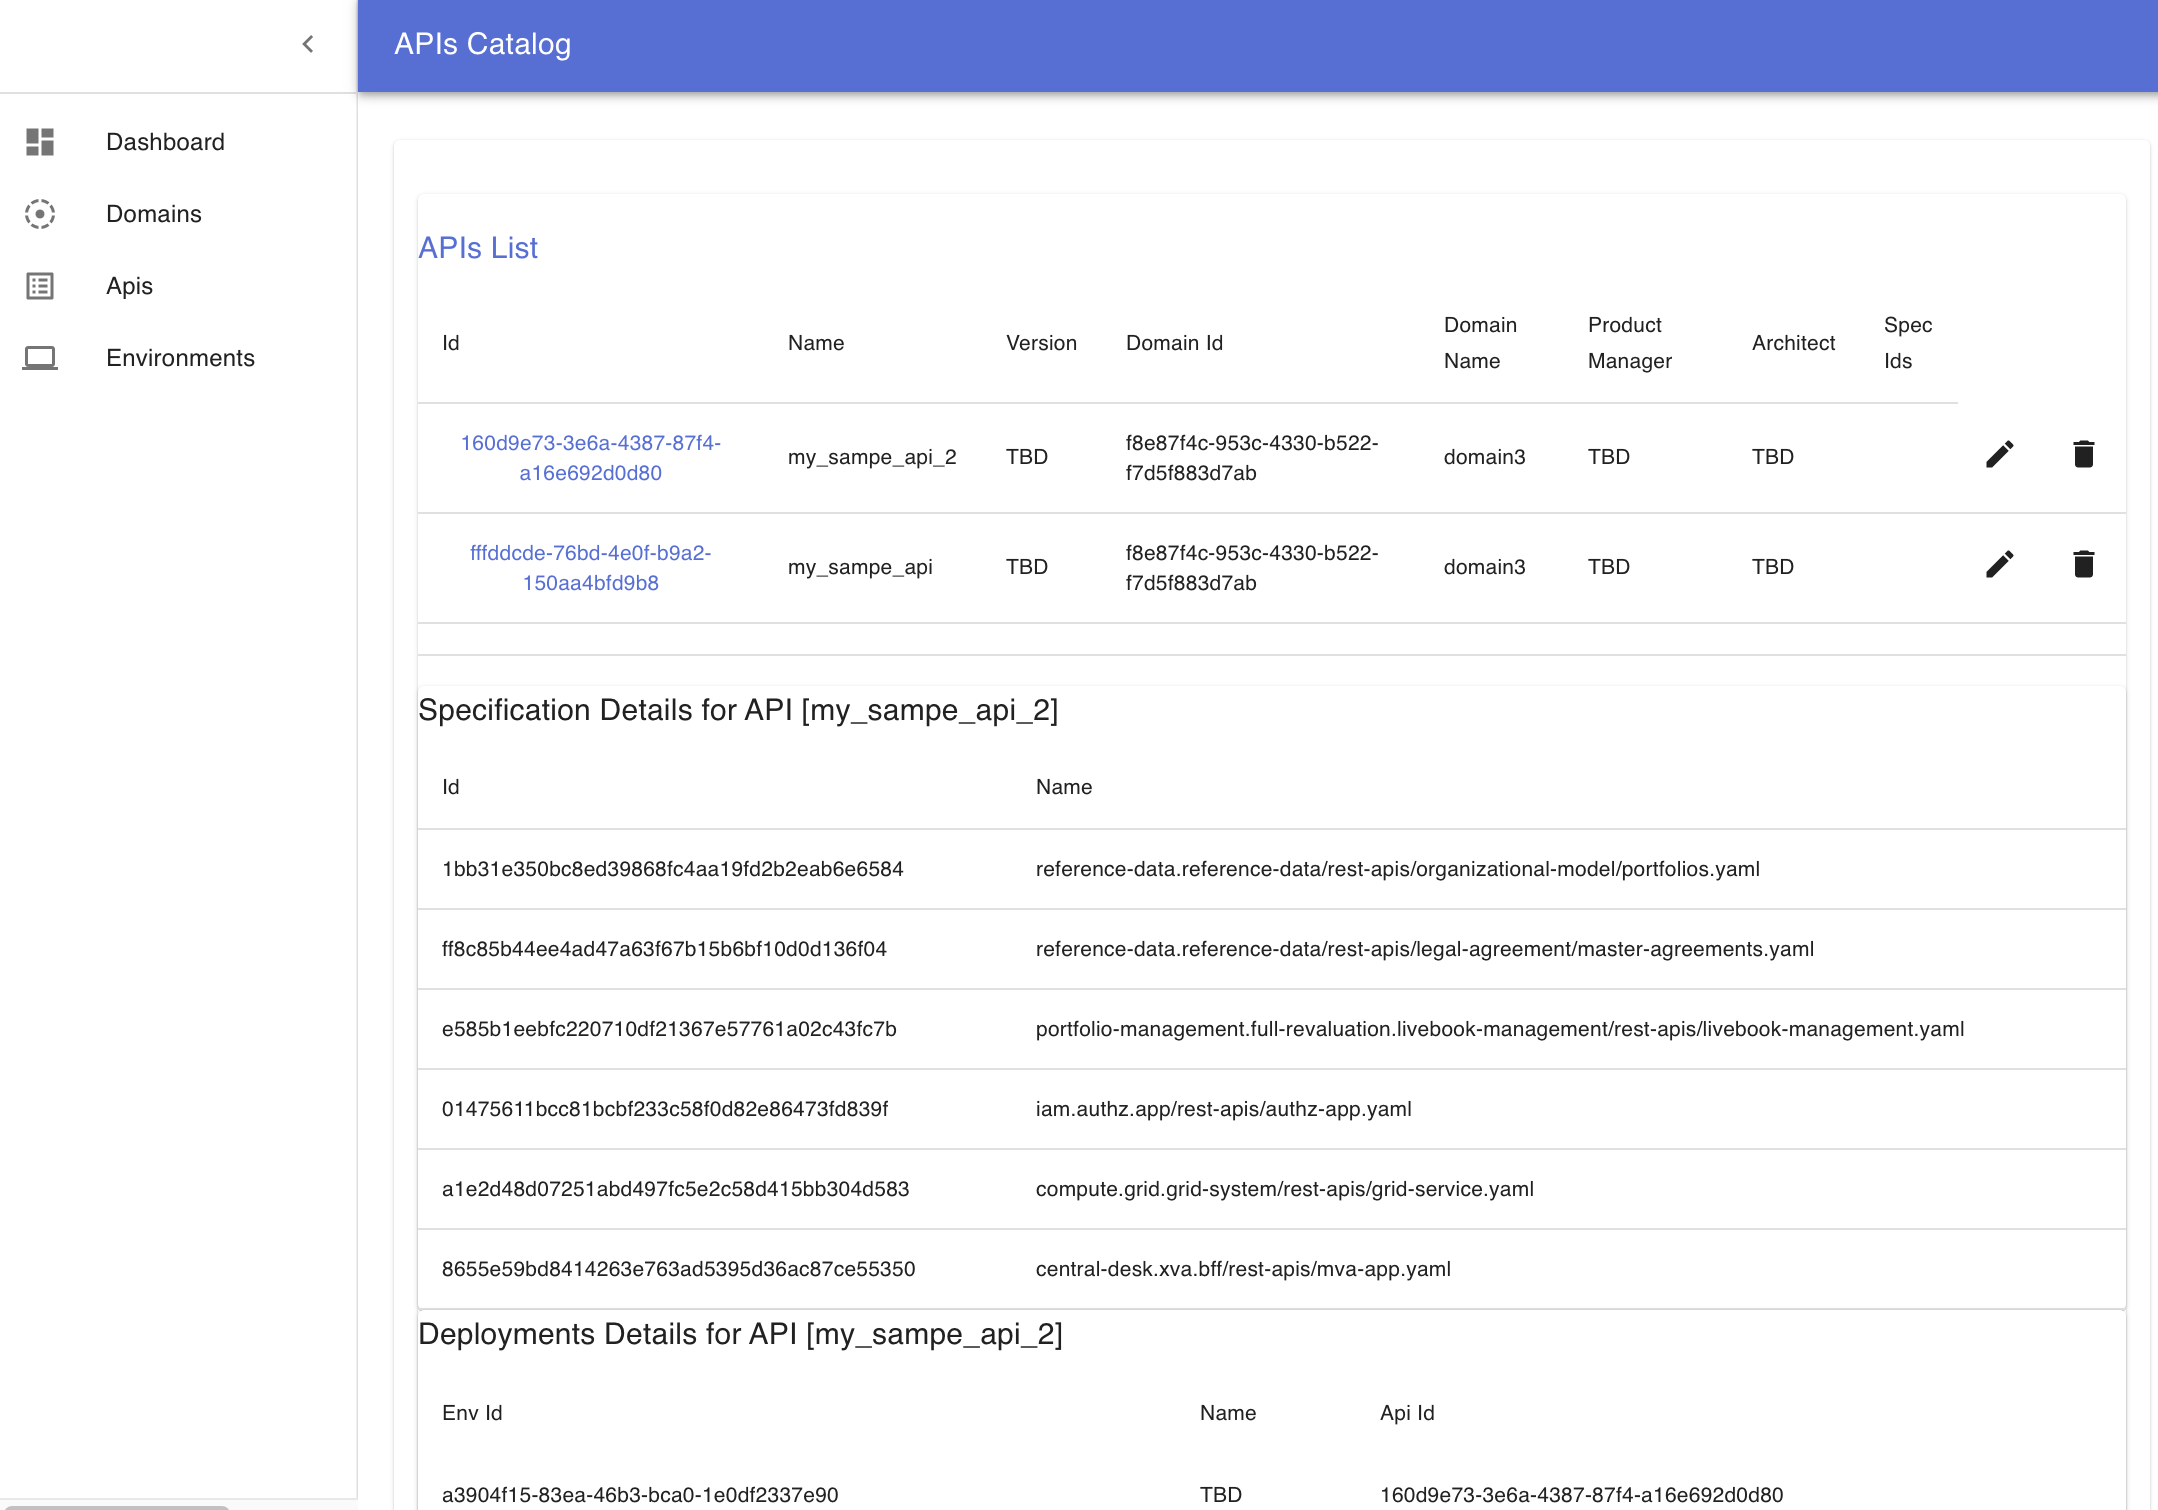 APIs Catalog
Dashboard
Domains
Apis
Environments
APIs List
Id Name Version Domain Id Domain Name Product Manager Architect Spec Ids
160d9e73-3e6a-4387-87f4-
a16e692d0d80
my_sampe_api_2 TBD
f8e87f4c-953c-4330-b522-
f7d5f883d7ab
domain3 TBD TBD
fffddcde-76bd-4e0f-b9a2-
150aa4bfd9b8
my_sampe_api TBD
f8e87f4c-953c-4330-b522-
f7d5f883d7ab
domain3 TBD TBD
Specification Details for API [my_sampe_api_2]
Id Name
1bb31e350bc8ed39868fc4aa19fd2b2eab6e6584 reference-data.reference-data/rest-apis/organizational-model/portfolios.yaml
ff8c85b44ee4ad47a63f67b15b6bf10d0d136f04 reference-data.reference-data/rest-apis/legal-agreement/master-agreements.yaml
e585b1eebfc220710df21367e57761a02c43fc7b portfolio-management.full-revaluation.livebook-management/rest-apis/livebook-management.yaml
01475611bcc81bcbf233c58f0d82e86473fd839f iam.authz.app/rest-apis/authz-app.yaml
a1e2d48d07251abd497fc5e2c58d415bb304d583 compute.grid.grid-system/rest-apis/grid-service.yaml
8655e59bd8414263e763ad5395d36ac87ce55350 central-desk.xva.bff/rest-apis/mva-app.yaml
Deployments Details for API [my_sampe_api_2]
Env Id Name Api Id
a3904f15-83ea-46b3-bca0-1e0df2337e90 TBD 160d9e73-3e6a-4387-87f4-a16e692d0d80